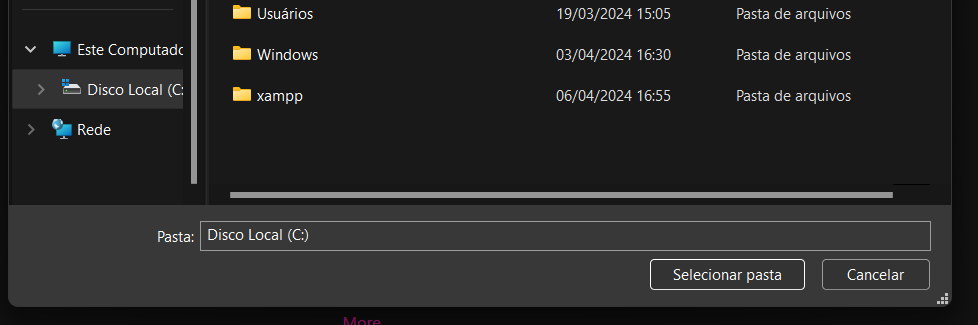 Usuários 19/03/2024 15:05 Pasta de arquivos
Este Computado
Windows 03/04/2024 16:30 Pasta de arquivos
Disco Local (C:
xampp 06/04/2024 16:55 Pasta de arquivos
Rede
Pasta: Disco Local (C:)
Selecionar pasta Cancelar
More